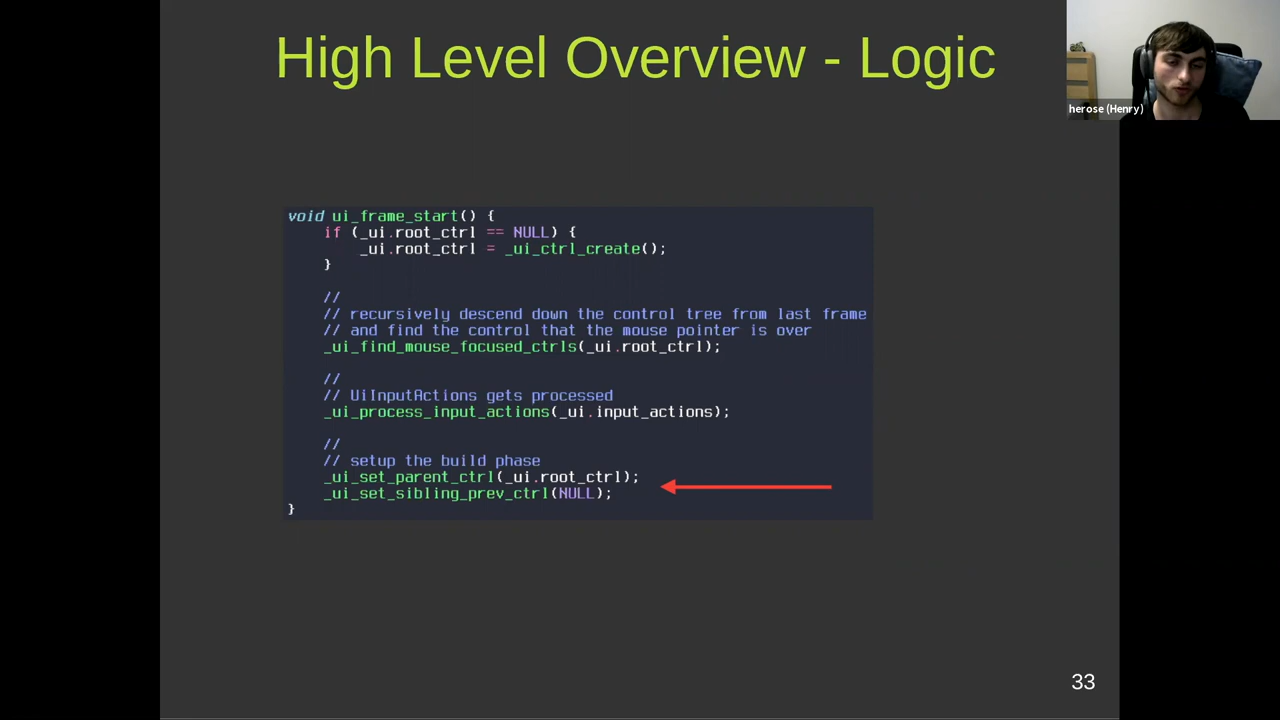 High Level Overview - Logic
herose (Henry)
void ui_frame_start() {
    if (_ui.root_ctrl == NULL) {
        _ui.root_ctrl = _ui_ctrl_create();
    }
    //
    // recursively descend down the control tree from last frame
    // and find the control that the mouse pointer is over
    _ui_find_mouse_focused_ctrls(_ui.root_ctrl);
    //
    // UiInputActions gets processed
    _ui_process_input_actions(_ui.input_actions);
    //
    // setup the build phase
    _ui_set_parent_ctrl(_ui.root_ctrl);
    _ui_set_sibling_prev_ctrl(NULL);
}
33